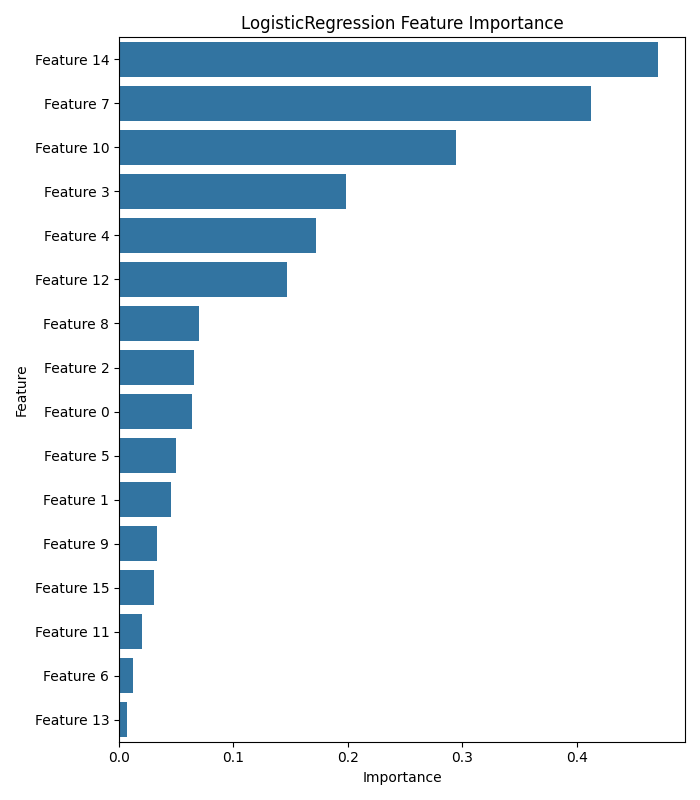 LogisticRegression Feature Importance
Feature 14
Feature 7
Feature 10
Feature 3
Feature 4
Feature 12
Feature 8
Feature 2
Feature 0
Feature 5
Feature 1
Feature 9
Feature 15
Feature 11
Feature 6
Feature 13
Feature
0.0 0.1 0.2 0.3 0.4
Importance